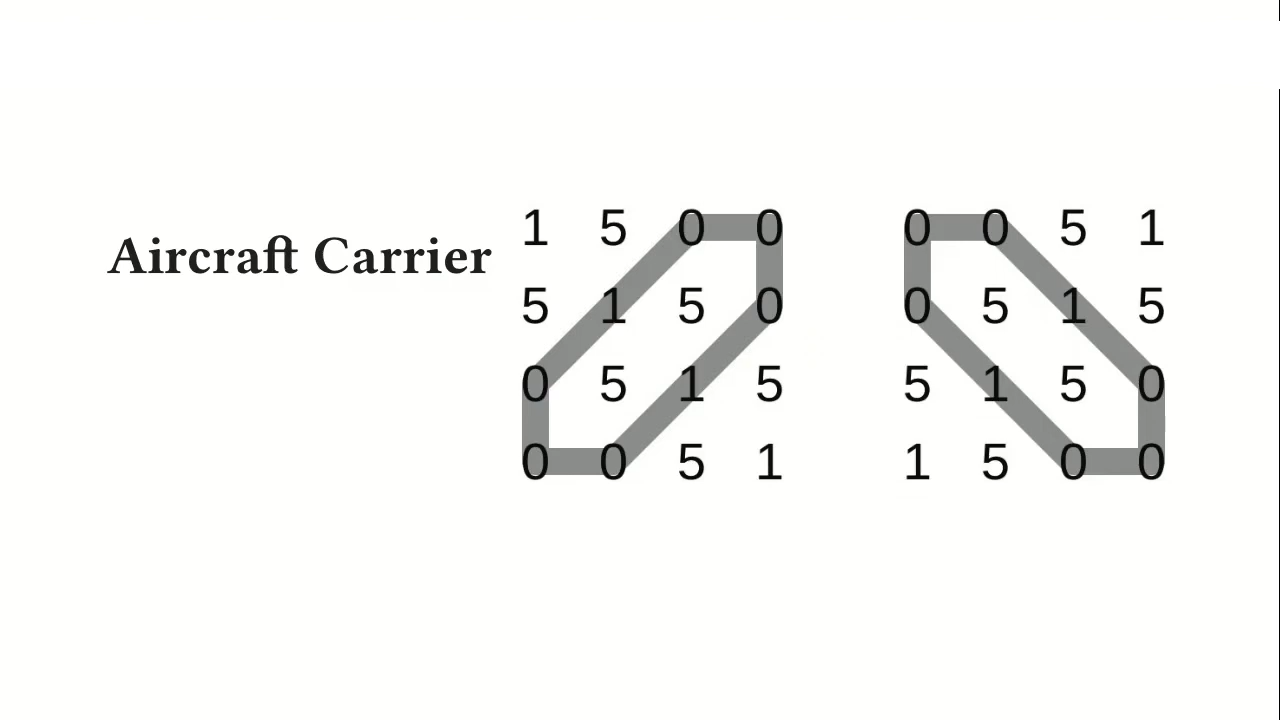 Aircraft Carrier
1 5 0 0 0 0 5 1
5 1 5 0 0 5 1 5
0 5 1 5 5 1 5 0
0 0 5 1 1 5 0 0